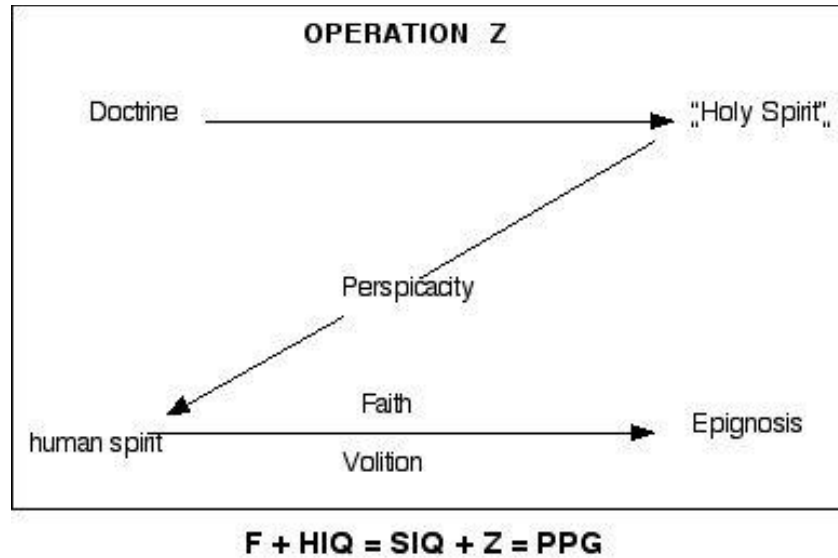 OPERATION Z
Doctrine
"Holy Spirit"
Perspicacity
Faith
human spirit
Epignosis
Volition
F + HIQ = SIQ + Z = PPG